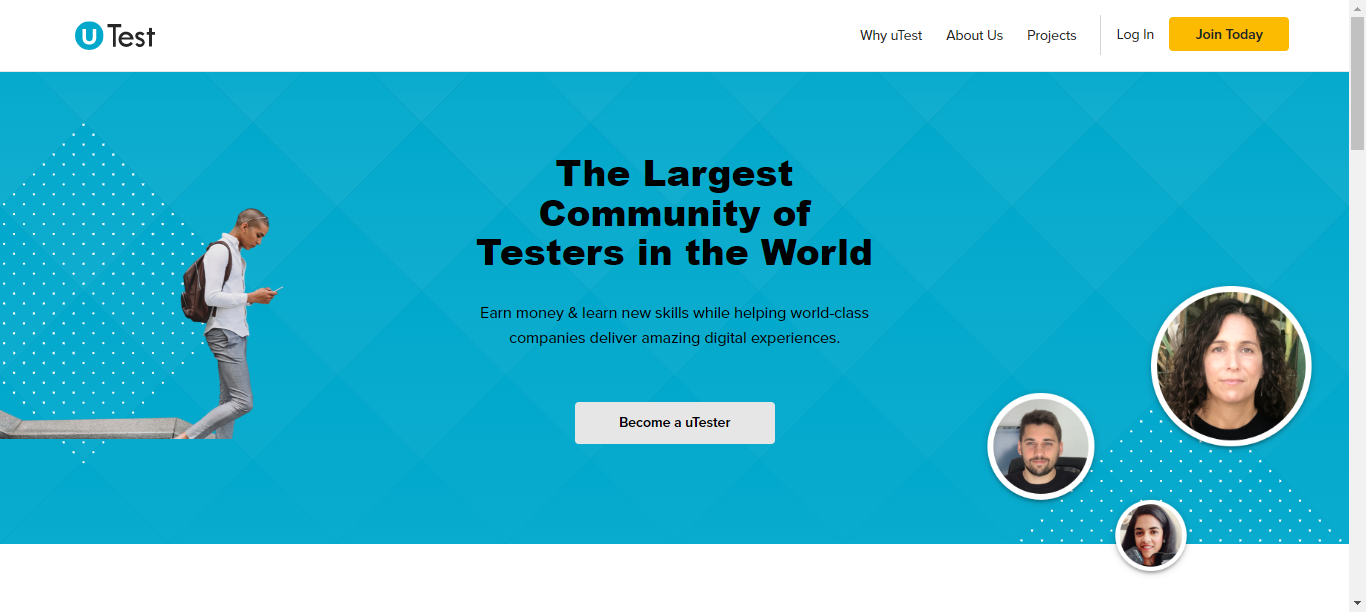 uTest
Why uTest
About Us
Projects
Log In
Join Today
The Largest
Community of
Testers in the World
Earn money & learn new skills while helping world-class
companies deliver amazing digital experiences.
Become a uTester